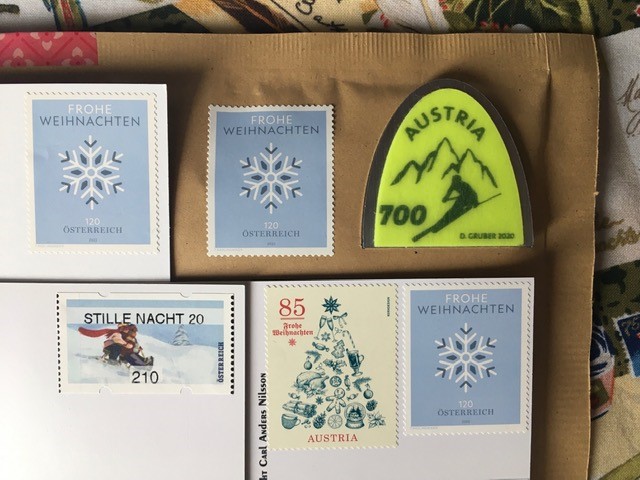 FROHE
WEIHNACHTEN
120
ÖSTERREICH
FROHE
WEIHNACHTEN
120
ÖSTERREICH
AUSTRIA
700
D. GRUBER 2020
STILLE NACHT 20
210
ÖSTERREICH
85
Frohe
Weihnachten
AUSTRIA
FROHE
WEIHNACHTEN
120
ÖSTERREICH
HT CARL ANDERS NILSSON